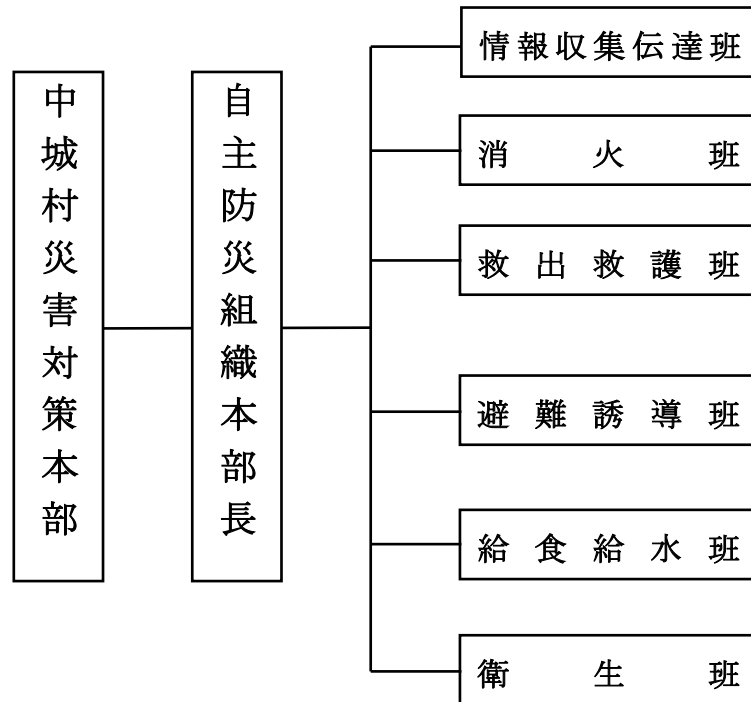 中城村災害対策本部
自主防災組織本部長
情報収集伝達班
消火班
救出救護班
避難誘導班
給食給水班
衛生班